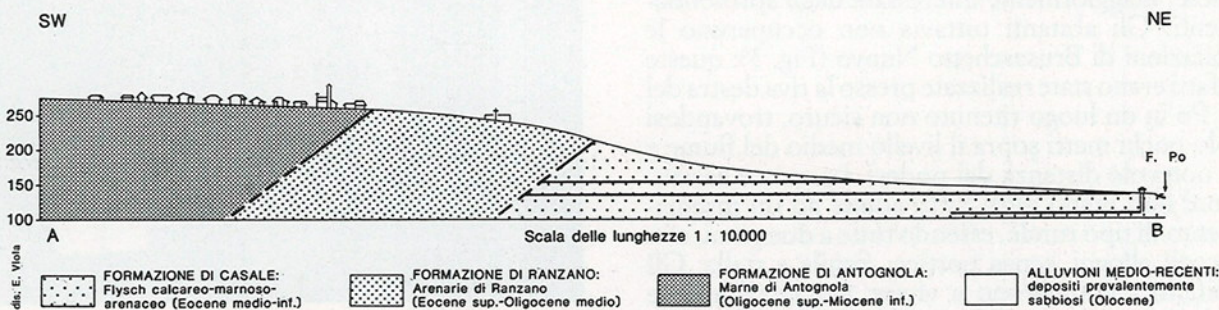 SW
NE
250
200
150
100
F. Po
A
Scala delle lunghezze 1 : 10.000
B
dis. E. Viola
FORMAZIONE DI CASALE:
Flysch calcareo-marnoso-
arenaceo (Eocene medio-inf.)
FORMAZIONE DI RANZANO:
Arenarie di Ranzano
(Eocene sup.-Oligocene medio)
FORMAZIONE DI ANTOGNOLA:
Marne di Antognola
(Oligocene sup.-Miocene inf.)
ALLUVIONI MEDIO-RECENTI:
depositi prevalentemente
sabbiosi (Olocene)